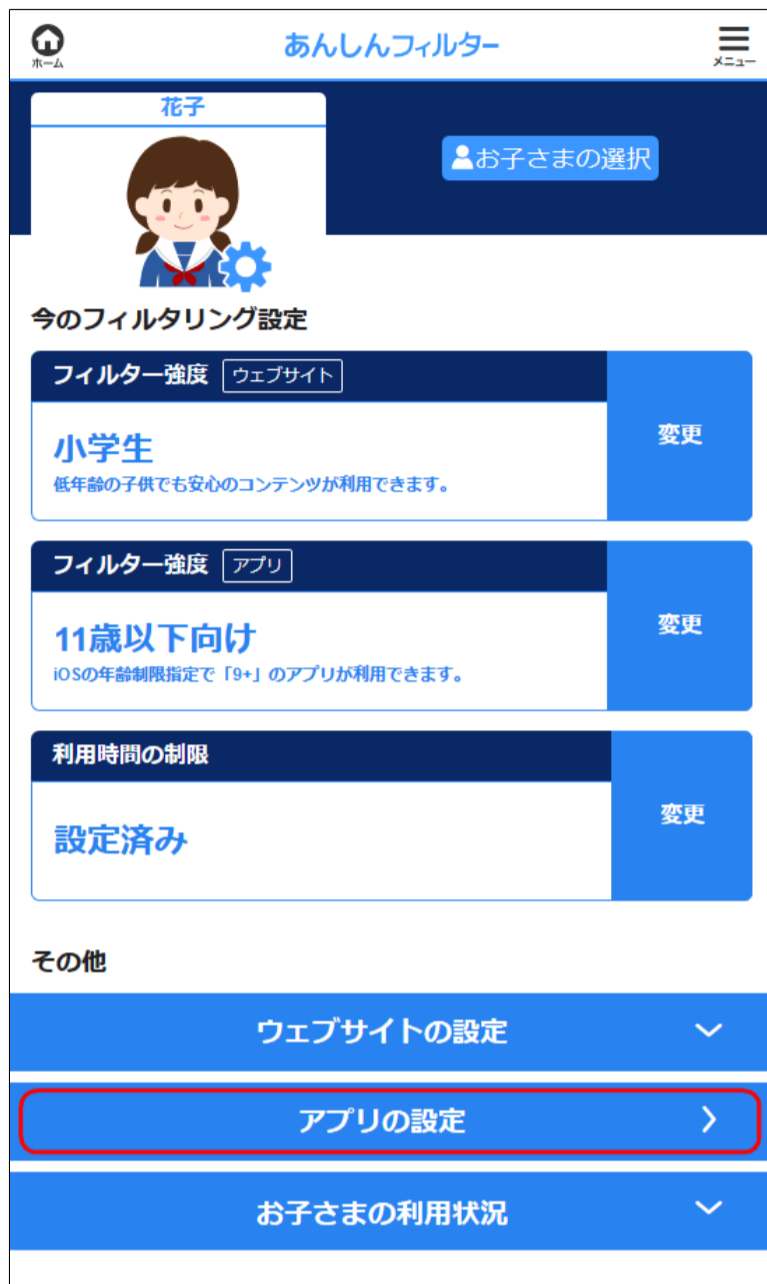 ホーム
あんしんフィルター
メニュー
花子
お子さまの選択
今のフィルタリング設定
フィルター強度 ウェブサイト
小学生
低年齢の子供でも安心のコンテンツが利用できます。
変更
フィルター強度 アプリ
11歳以下向け
iOSの年齢制限指定で「9+」のアプリが利用できます。
変更
利用時間の制限
設定済み
変更
その他
ウェブサイトの設定
アプリの設定
お子さまの利用状況